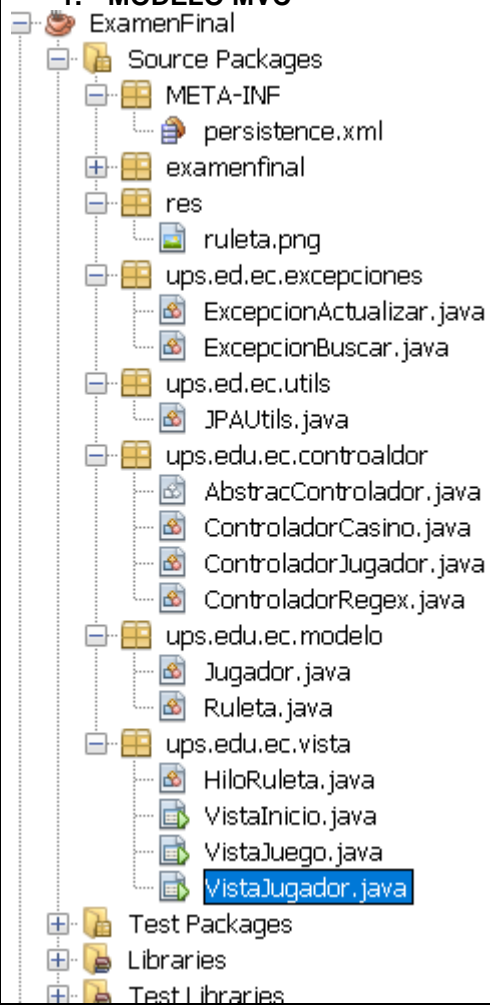 1. MODELO MVC
ExamenFinal
Source Packages
META-INF
persistence.xml
examenfinal
res
ruleta.png
ups.ed.ec.excepciones
ExcepcionActualizar.java
ExcepcionBuscar.java
ups.ed.ec.utils
JPAUtils.java
ups.edu.ec.controaldor
AbstracControlador.java
ControladorCasino.java
ControladorJugador.java
ControladorRegex.java
ups.edu.ec.modelo
Jugador.java
Ruleta.java
ups.edu.ec.vista
HiloRuleta.java
VistaInicio.java
VistaJuego.java
VistaJugador.java
Test Packages
Libraries
Test Libraries